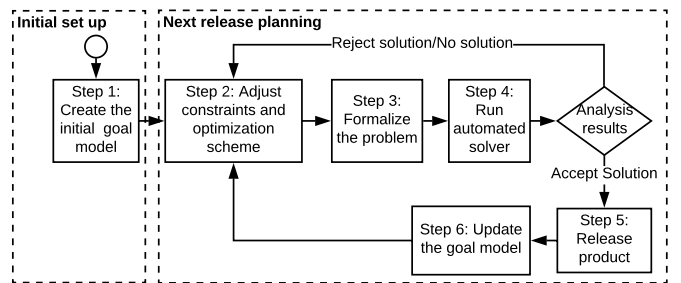 Initial set up
Next release planning
Reject solution/No solution
Step 1:
Create the
initial goal
model
Step 2: Adjust
constraints and
optimization
scheme
Step 3:
Formalize
the problem
Step 4:
Run
automated
solver
Analysis
results
Accept Solution
Step 5:
Release
product
Step 6: Update
the goal model